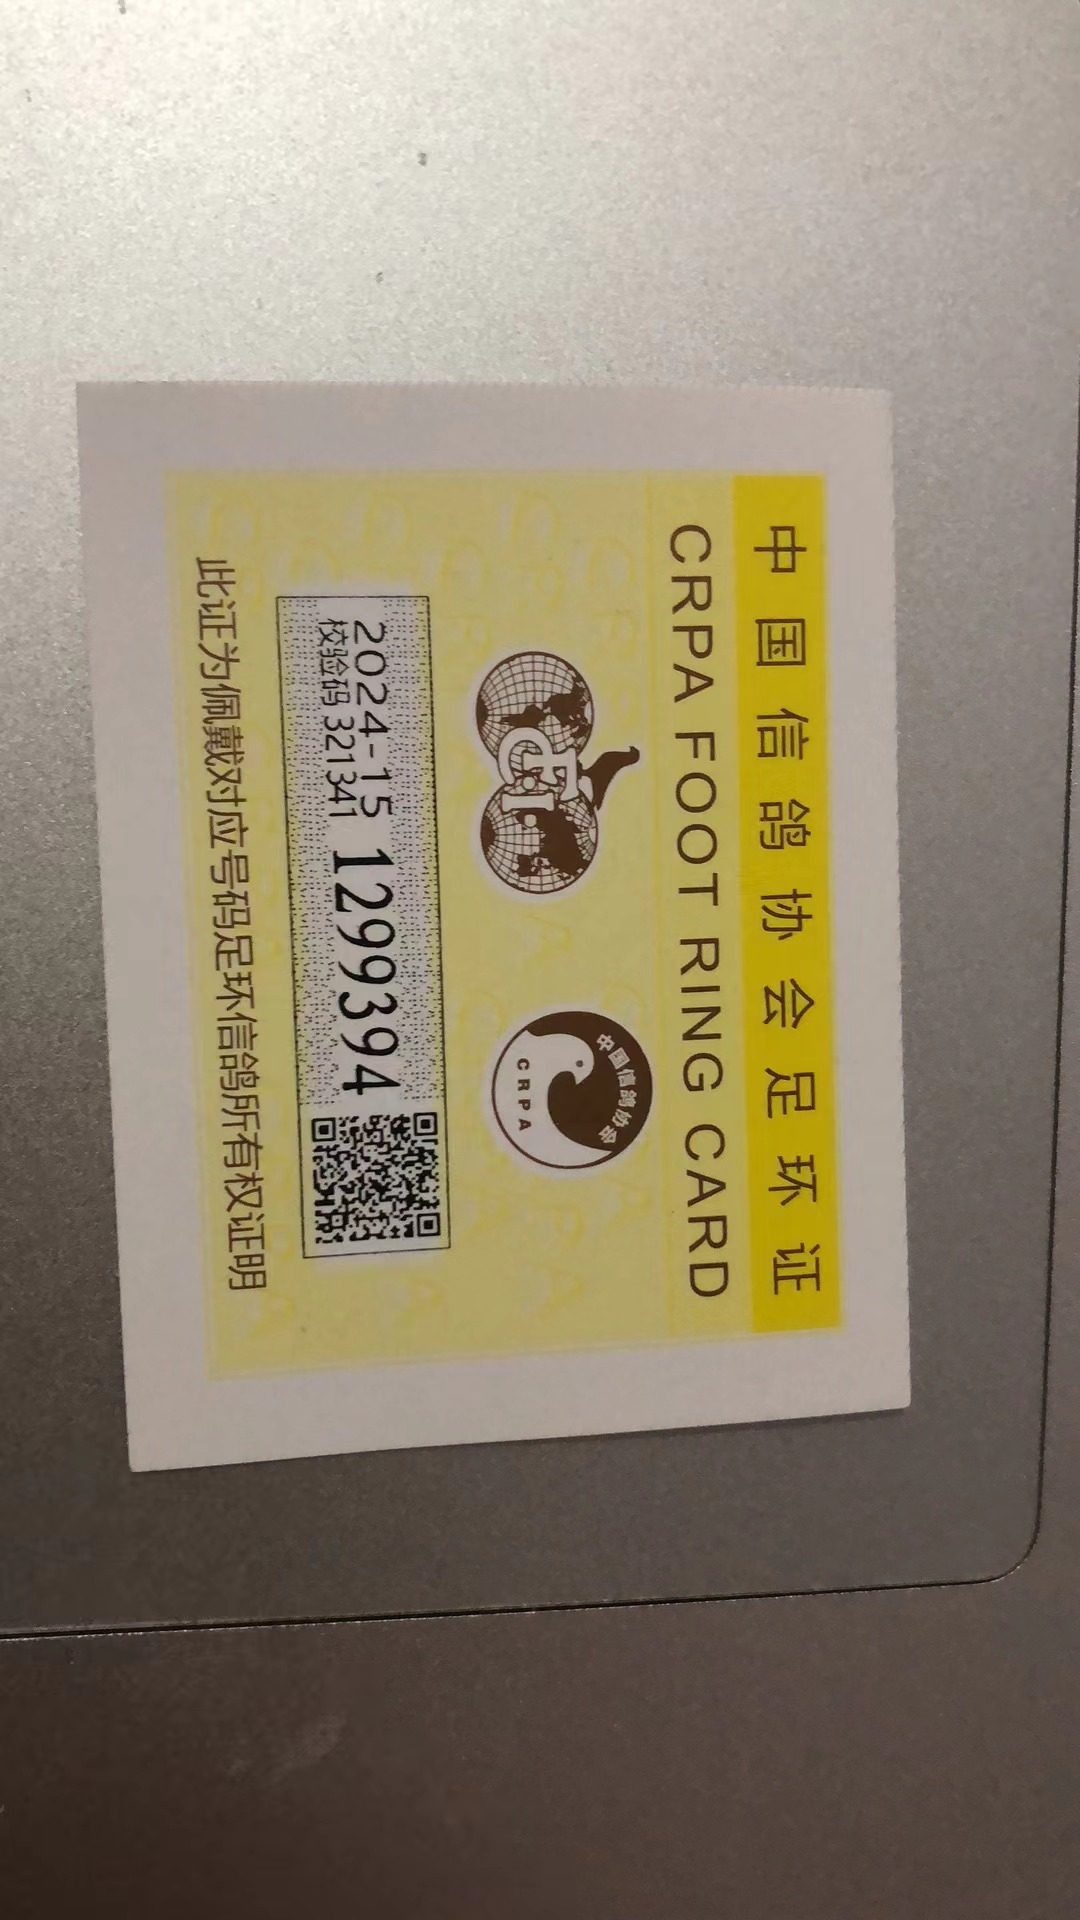 中国信鸽协会足环证
CRPA FOOT RING CARD
FCI
中国信鸽协会
CRPA
2024-15 1299394
校验码 321341
此证为佩戴对应号码足环信鸽所有权证明